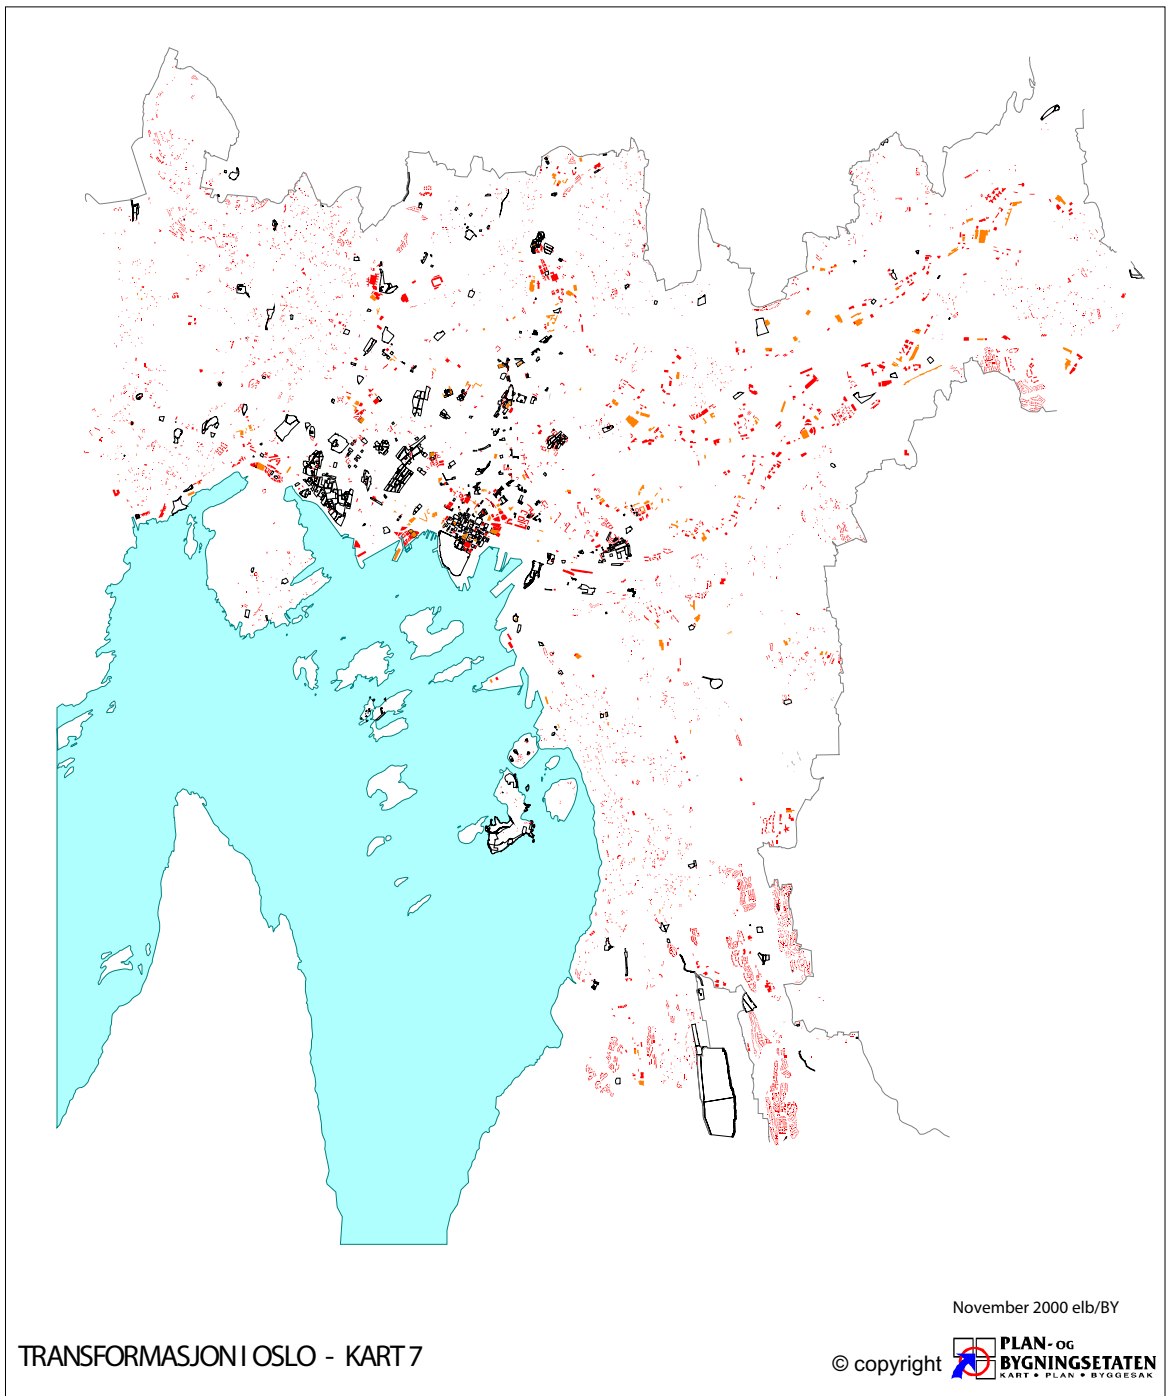 November 2000 elb/BY
TRANSFORMASJON I OSLO - KART 7
© copyright
PLAN- OG
BYGNINGSETATEN
KART • PLAN • BYGGESAK